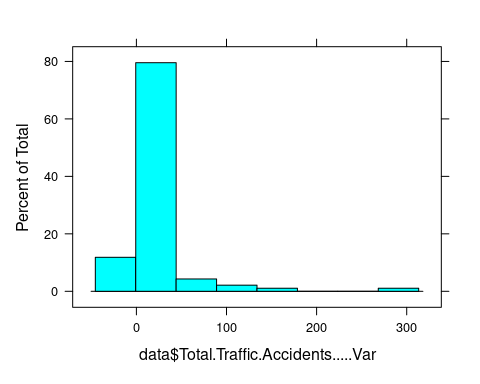 80
60
40
20
0
Percent of Total
0 100 200 300
data$Total.Traffic.Accidents.....Var